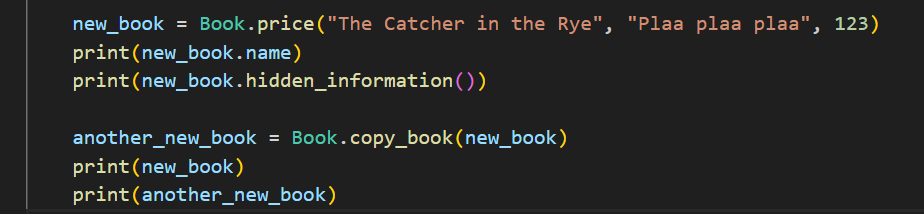 new_book = Book.price("The Catcher in the Rye", "Plaa plaa plaa", 123)
print(new_book.name)
print(new_book.hidden_information())
another_new_book = Book.copy_book(new_book)
print(new_book)
print(another_new_book)